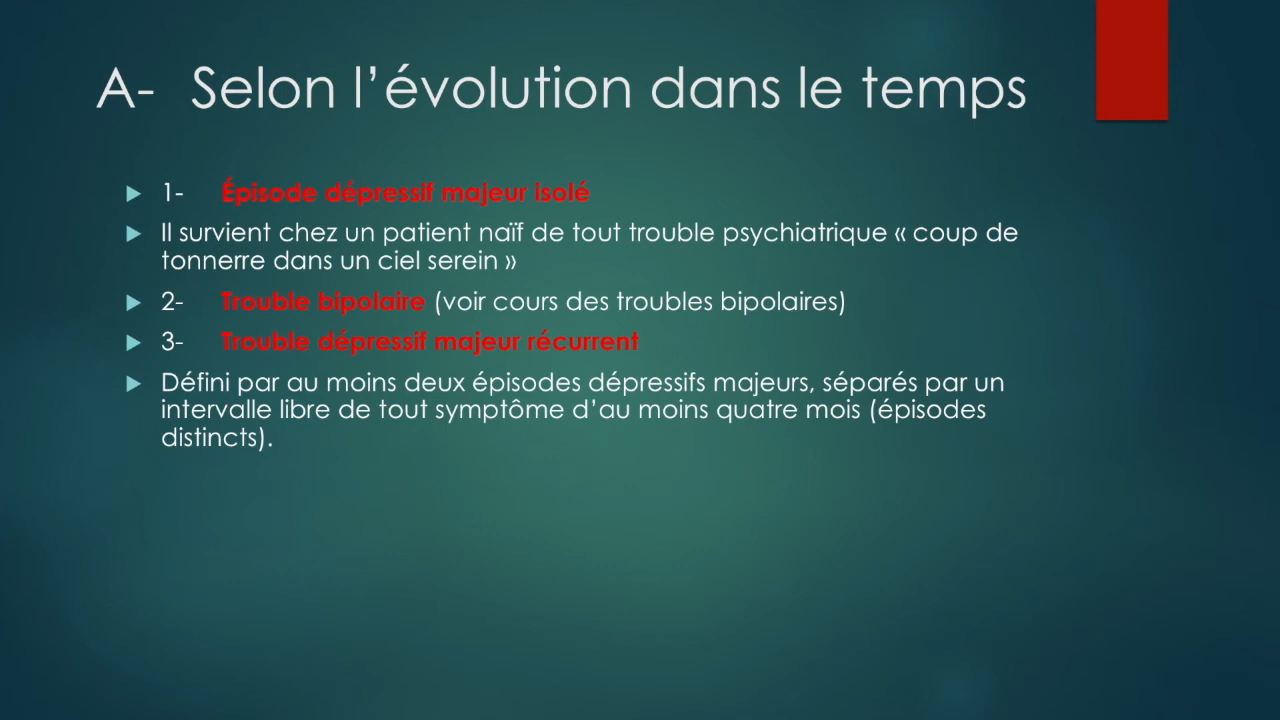 A- Selon l’évolution dans le temps
1- Épisode dépressif majeur isolé
Il survient chez un patient naïf de tout trouble psychiatrique « coup de
tonnerre dans un ciel serein »
2- Trouble bipolaire (voir cours des troubles bipolaires)
3- Trouble dépressif majeur récurrent
Défini par au moins deux épisodes dépressifs majeurs, séparés par un
intervalle libre de tout symptôme d’au moins quatre mois (épisodes
distincts).